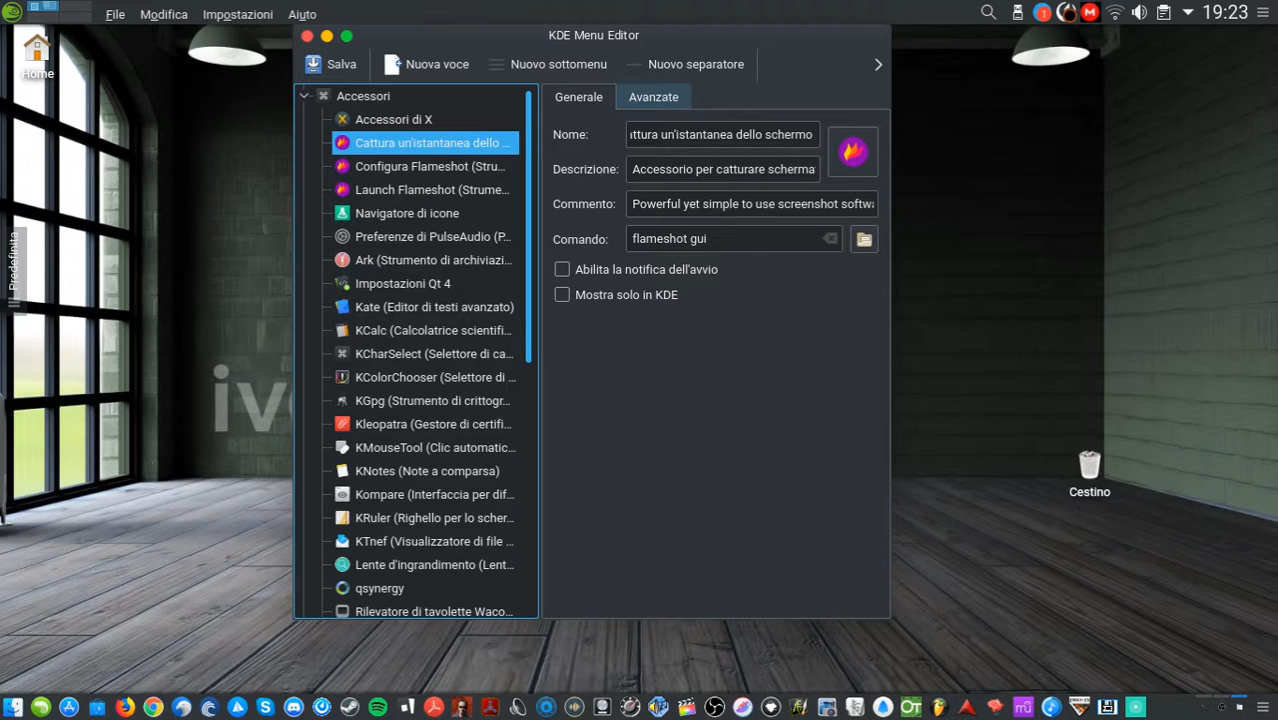 File Modifica Impostazioni Aiuto
1
19:23
Home
KDE Menu Editor
Salva
Nuova voce
Nuovo sottomenu
Nuovo separatore
Accessori
Accessori di X
Cattura un'istantanea dello ...
Configura Flameshot (Stru...
Launch Flameshot (Strume...
Navigatore di icone
Preferenze di PulseAudio (P...
Ark (Strumento di archiviazi...
Impostazioni Qt 4
Kate (Editor di testi avanzato)
KCalc (Calcolatrice scientifi...
KCharSelect (Selettore di ca...
KColorChooser (Selettore di ...
KGpg (Strumento di crittogr...
Kleopatra (Gestore di certifi...
KMouseTool (Clic automatic...
KNotes (Note a comparsa)
Kompare (Interfaccia per dif...
KRuler (Righello per lo scher...
KTnef (Visualizzatore di file ...
Lente d'ingrandimento (Lent...
qsynergy
Rilevatore di tavolette Waco...
Generale
Avanzate
Nome:
ttura un'istantanea dello schermo
Descrizione:
Accessorio per catturare scherma
Commento:
Powerful yet simple to use screenshot softwa
Comando:
flameshot gui
Abilita la notifica dell'avvio
Mostra solo in KDE
Predefinita
iv
Cestino